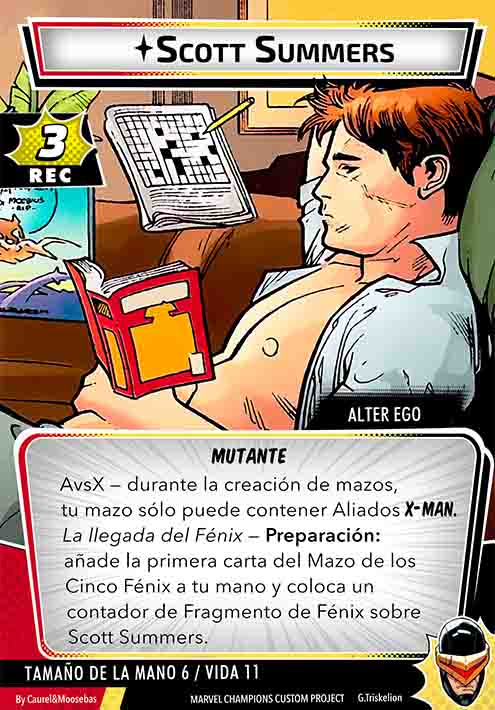 SCOTT SUMMERS
3
REC
MOEBIUS
-RIP-
ALTER EGO
MUTANTE
AvsX – durante la creación de mazos,
tu mazo sólo puede contener Aliados X-MAN.
La llegada del Fénix – Preparación:
añade la primera carta del Mazo de los
Cinco Fénix a tu mano y coloca un
contador de Fragmento de Fénix sobre
Scott Summers.
TAMAÑO DE LA MANO 6 / VIDA 11
By Caurel&Moosebas MARVEL CHAMPIONS CUSTOM PROJECT G.Triskelion